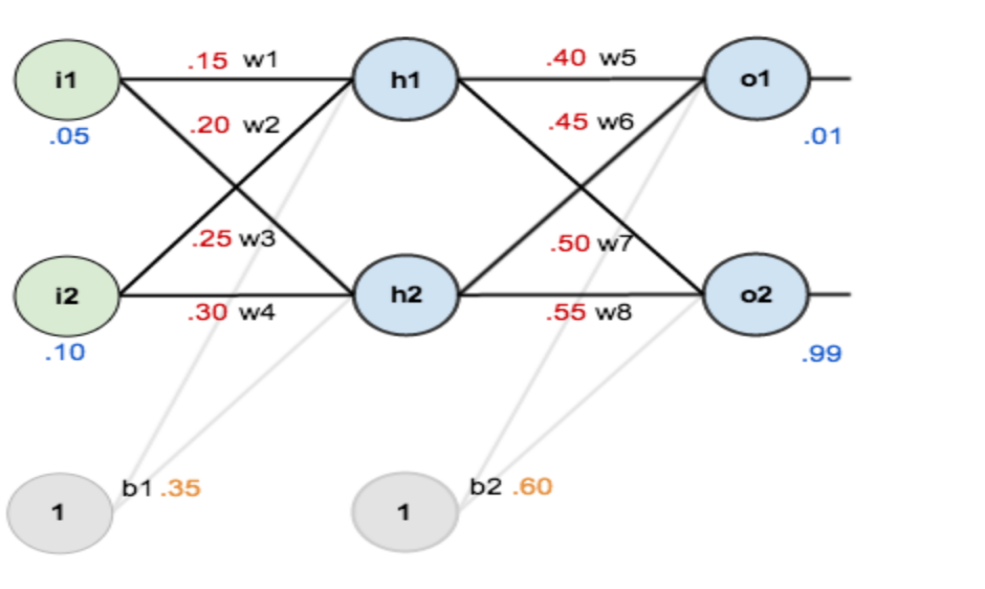 .15 w1
.40 w5
i1
h1
o1
.20 w2
.45 w6
.05
.01
.25 w3
.50 w7
i2
h2
o2
.30 w4
.55 w8
.10
.99
b1 .35
b2 .60
1
1